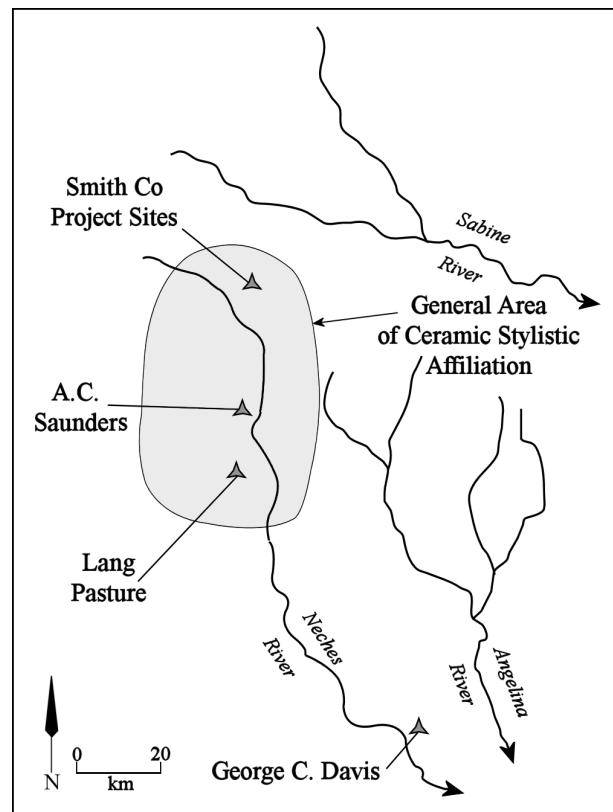 Smith Co
Project Sites
Sabine
River
General Area
of Ceramic Stylistic
Affiliation
A.C.
Saunders
Lang
Pasture
Neches
River
Angelina
River
0 20
km
N
George C. Davis